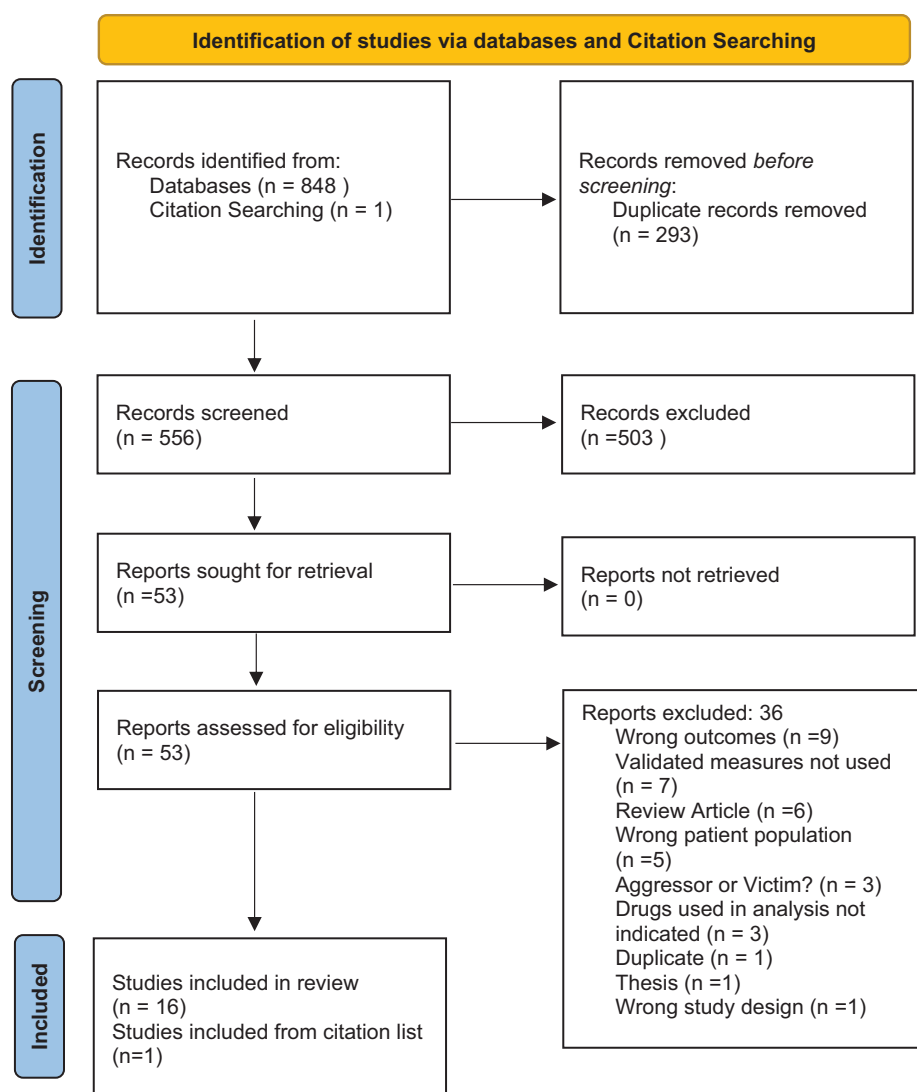 Identification of studies via databases and Citation Searching
Identification
Records identified from:
Databases (n = 848 )
Citation Searching (n = 1)
Records removed before
screening:
Duplicate records removed
(n = 293)
Screening
Records screened
(n = 556)
Records excluded
(n =503 )
Reports sought for retrieval
(n =53)
Reports not retrieved
(n = 0)
Reports assessed for eligibility
(n = 53)
Reports excluded: 36
Wrong outcomes (n =9)
Validated measures not used
(n = 7)
Review Article (n =6)
Wrong patient population
(n =5)
Aggressor or Victim? (n = 3)
Drugs used in analysis not
indicated (n = 3)
Duplicate (n = 1)
Thesis (n =1)
Wrong study design (n =1)
Included
Studies included in review
(n = 16)
Studies included from citation list
(n=1)